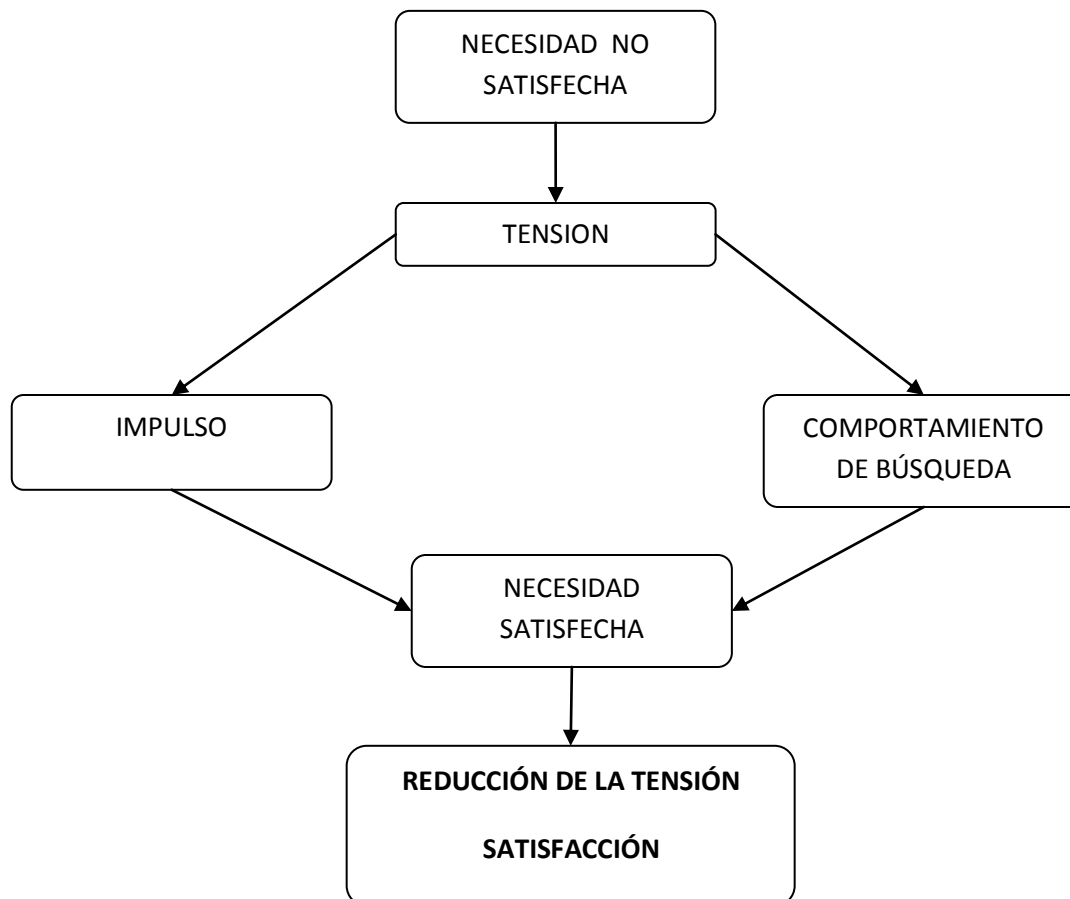 NECESIDAD  NO
SATISFECHA
TENSION
IMPULSO
COMPORTAMIENTO
DE BÚSQUEDA
NECESIDAD
SATISFECHA
REDUCCIÓN DE LA TENSIÓN
SATISFACCIÓN